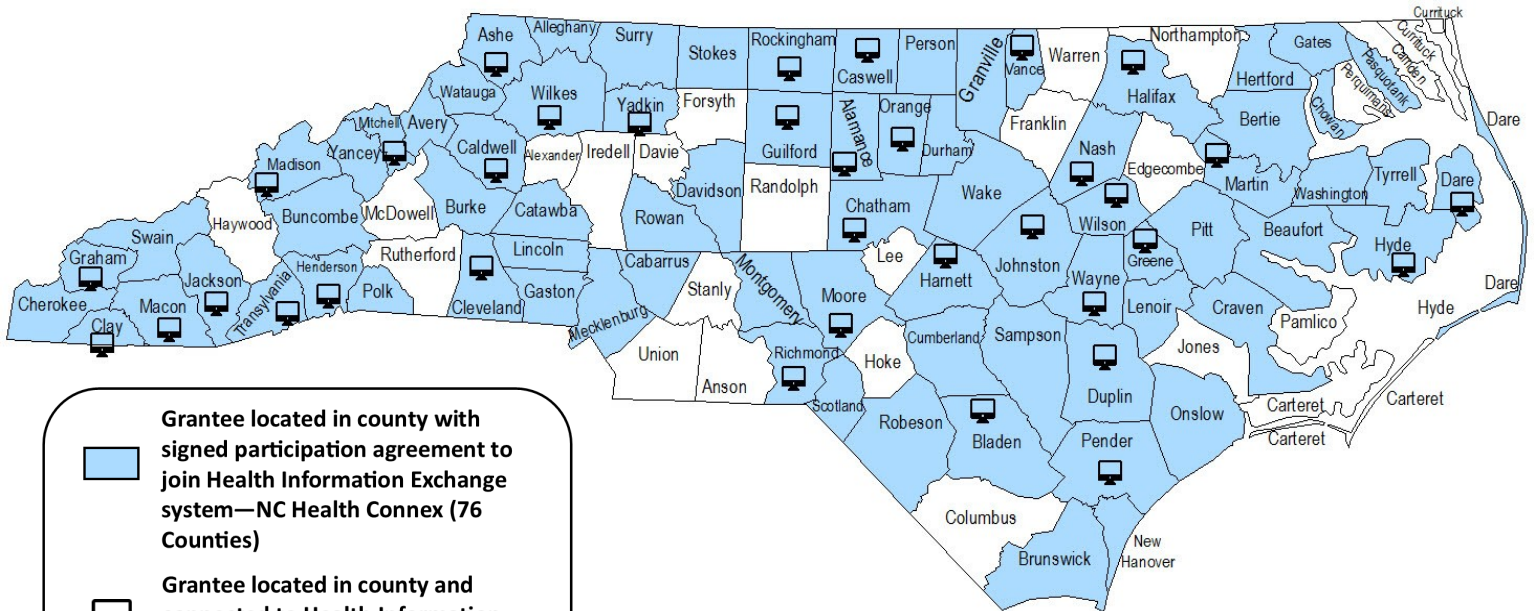 Currituck
Ashe
Alleghany
Surry
Stokes
Rockingham
Caswell
Person
Granville
Vance
Warren
Northampton
Gates
Currituck
Camden
Pasquotank
Perquimans
Chowan
Hertford
Halifax
Bertie
Dare
Watauga
Wilkes
Yadkin
Forsyth
Guilford
Alamance
Orange
Durham
Franklin
Nash
Edgecombe
Martin
Washington
Tyrrell
Dare
Mtchell
Avery
Caldwell
Alexander
Iredell
Davie
Davidson
Randolph
Chatham
Wake
Wilson
Pitt
Beaufort
Hyde
Madison
Yancey
Haywood
Buncombe
McDowell
Burke
Catawba
Rowan
Lee
Harnett
Johnston
Greene
Swain
Graham
Jackson
Rutherford
Lincoln
Cabarrus
Montgomery
Moore
Wayne
Lenoir
Craven
Pamlico
Hyde
Dare
Cherokee
Clay
Macon
Transylvania
Henderson
Polk
Cleveland
Gaston
Mecklenburg
Stanly
Union
Anson
Richmond
Hoke
Cumberland
Sampson
Duplin
Jones
Scotland
Robeson
Bladen
Pender
Onslow
Carteret
Carteret
Carteret
Columbus
Brunswick
New
Hanover
Grantee located in county with
signed participation agreement to
join Health Information Exchange
system—NC Health Connex (76
Counties)
Grantee located in county and
connected to Health Information